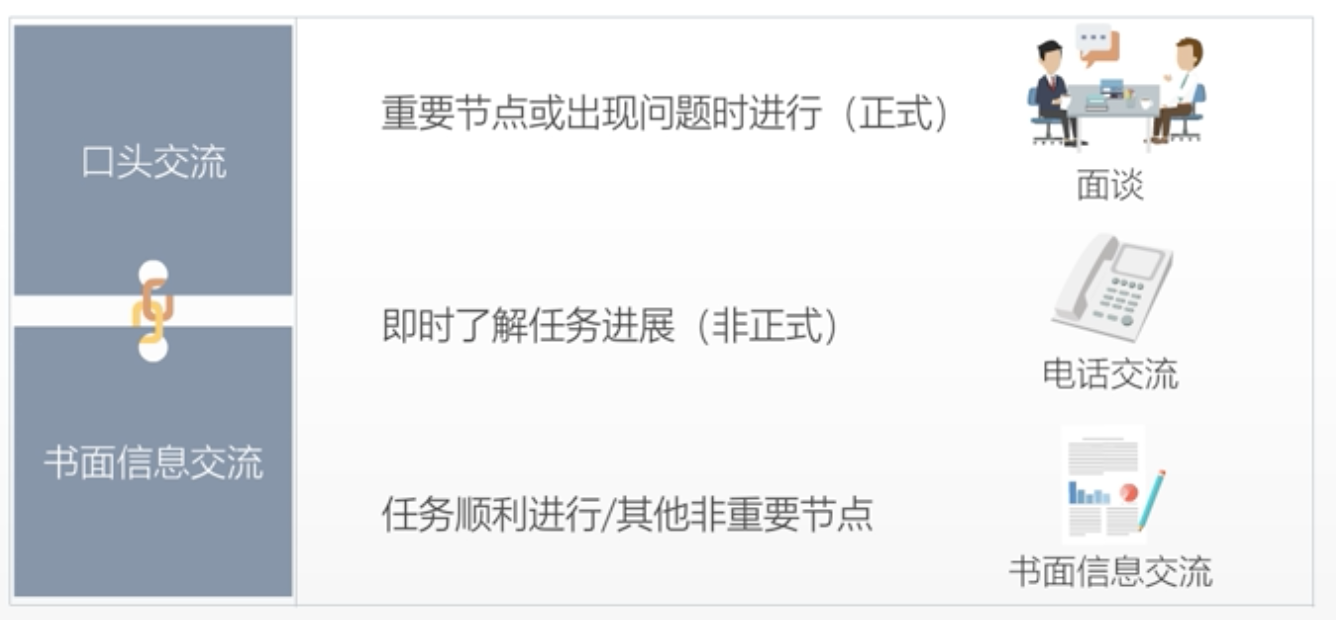 口头交流
重要节点或出现问题时进行（正式）
面谈
即时了解任务进展（非正式）
电话交流
书面信息交流
任务顺利进行/其他非重要节点
书面信息交流